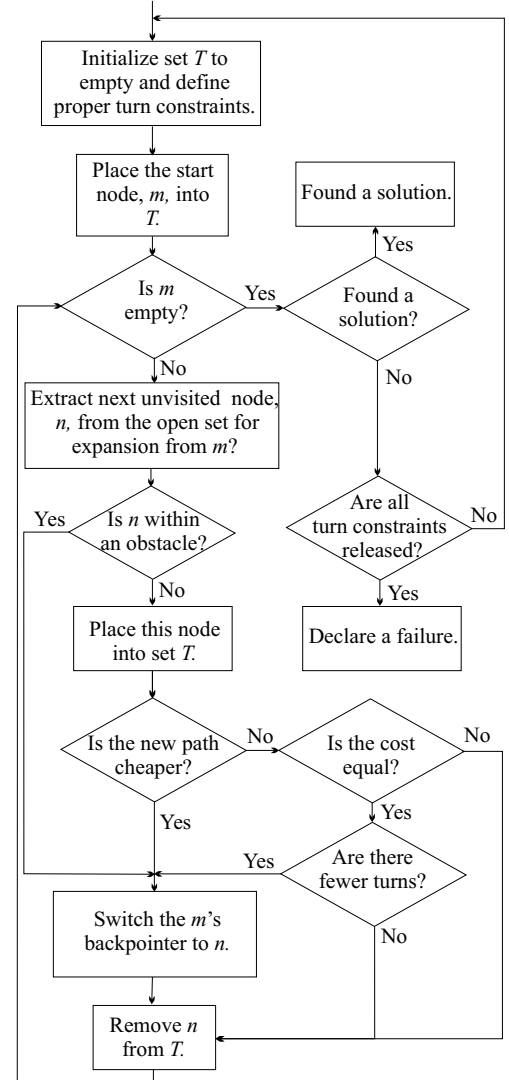 Initialize set T to
empty and define
proper turn constraints.
Place the start
node, m, into
T.
Found a solution.
Yes
Is m
empty?
Yes
Found a
solution?
No
No
Extract next unvisited node,
n, from the open set for
expansion from m?
Yes
Is n within
an obstacle?
Are all
turn constraints
released?
No
No
Yes
Place this node
into set T.
Declare a failure.
Is the new path
cheaper?
No
Is the cost
equal?
No
Yes
Yes
Yes
Are there
fewer turns?
No
Switch the m's
backpointer to n.
Remove n
from T.